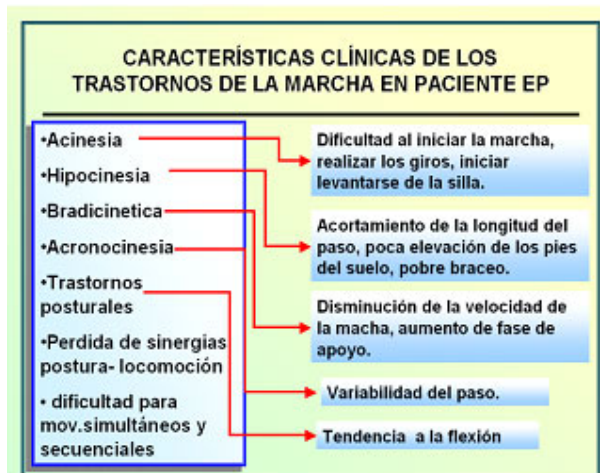 CARACTERÍSTICAS CLÍNICAS DE LOS
TRASTORNOS DE LA MARCHA EN PACIENTE EP
•Acinesia
•Hipocinesia
•Bradicinetica
•Acronocinesia
•Trastornos
posturales
•Perdida de sinergias
postura- locomoción
• dificultad para
mov.simultáneos y
secuenciales
Dificultad al iniciar la marcha,
realizar los giros, iniciar
levantarse de la silla.
Acortamiento de la longitud del
paso, poca elevación de los pies
del suelo, pobre braceo.
Disminución de la velocidad de
la macha, aumento de fase de
apoyo.
Variabilidad del paso.
Tendencia a la flexión